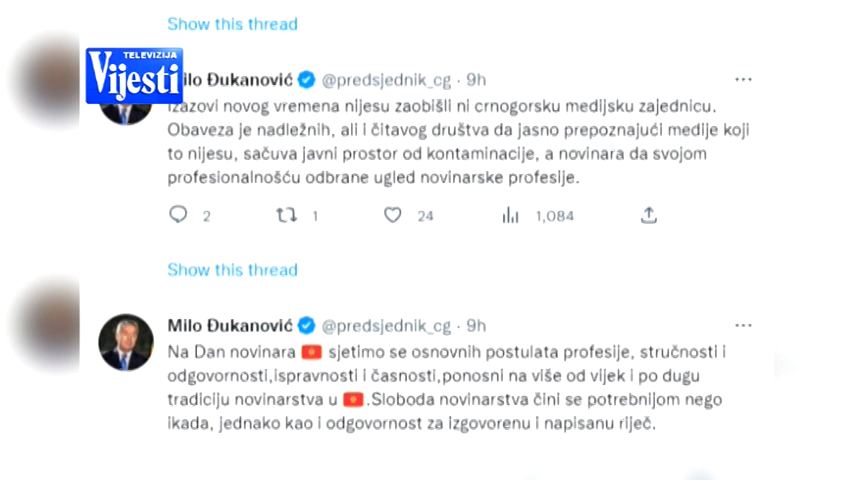 Show this thread
TELEVIZIJA
Vijesti
ilo Đukanović @predsjednik_cg · 9h
Izazovi novog vremena nijesu zaobišli ni crnogorsku medijsku zajednicu.
Obaveza je nadležnih, ali i čitavog društva da jasno prepoznajući medije koji
to nijesu, sačuva javni prostor od kontaminacije, a novinara da svojom
profesionalnošću odbrane ugled novinarske profesije.
2 1 24 1,084
Show this thread
Milo Đukanović @predsjednik_cg · 9h
Na Dan novinara 🇲🇪 sjetimo se osnovnih postulata profesije, stručnosti i
odgovornosti,ispravnosti i časnosti,ponosni na više od vijek i po dugu
tradiciju novinarstva u 🇲🇪.Sloboda novinarstva čini se potrebnijom nego
ikada, jednako kao i odgovornost za izgovorenu i napisanu riječ.